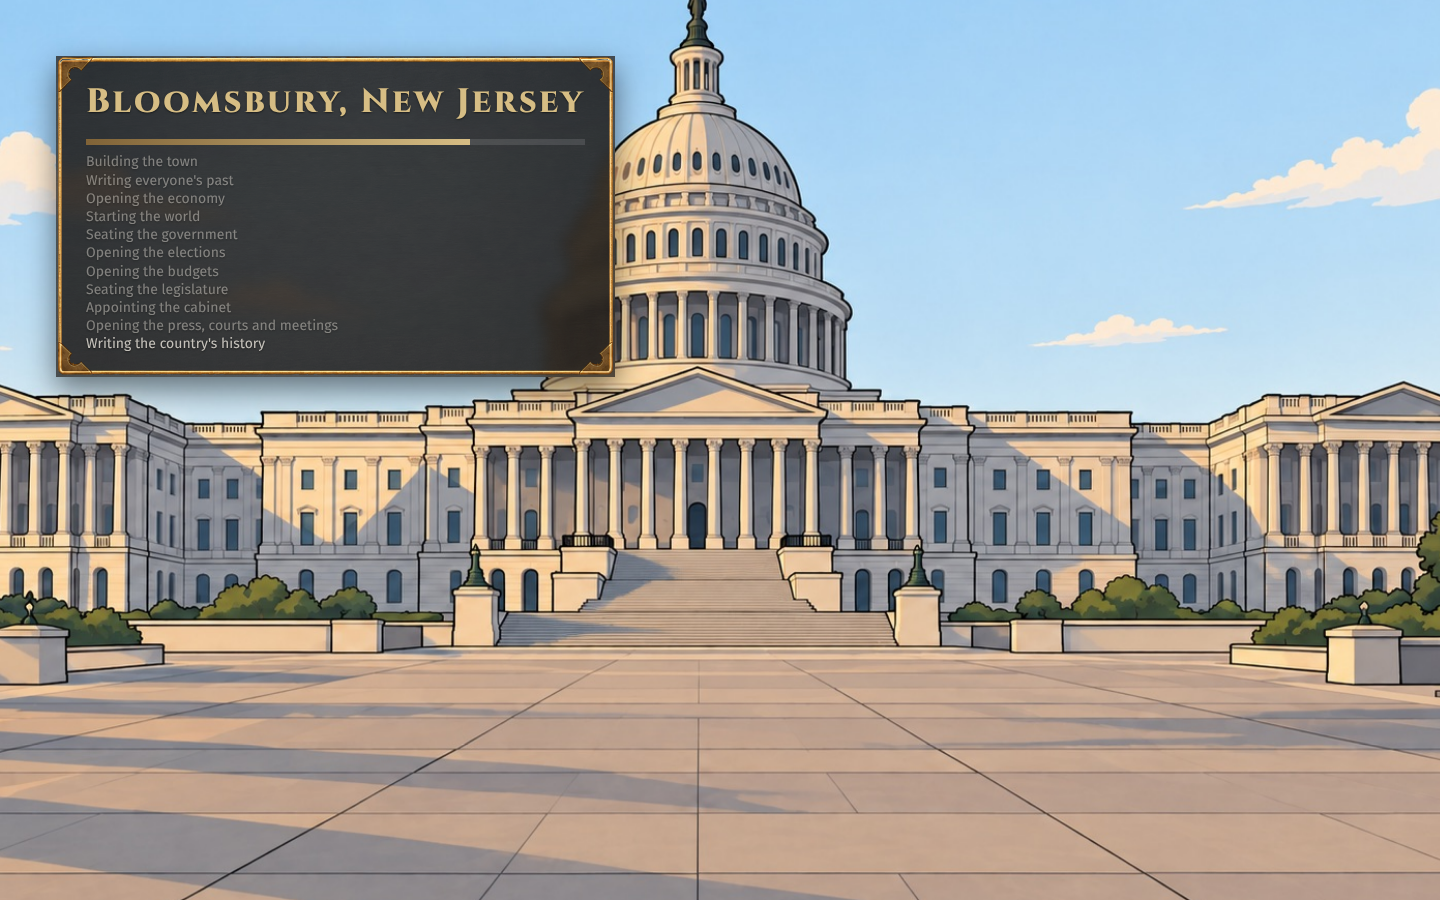 Bloomsbury, New Jersey
Building the town
Writing everyone's past
Opening the economy
Starting the world
Seating the government
Opening the elections
Opening the budgets
Seating the legislature
Appointing the cabinet
Opening the press, courts and meetings
Writing the country's history